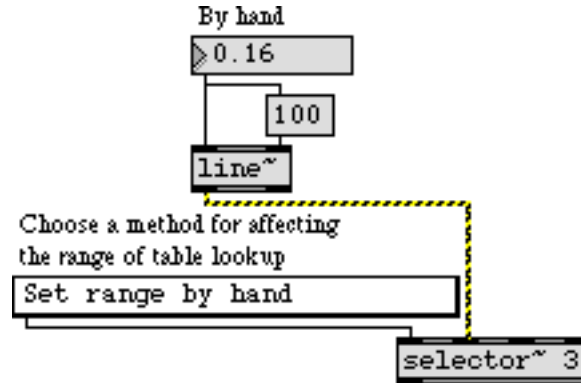 By hand
0.16
100
line~
Choose a method for affecting
the range of table lookup
Set range by hand
selector~ 3